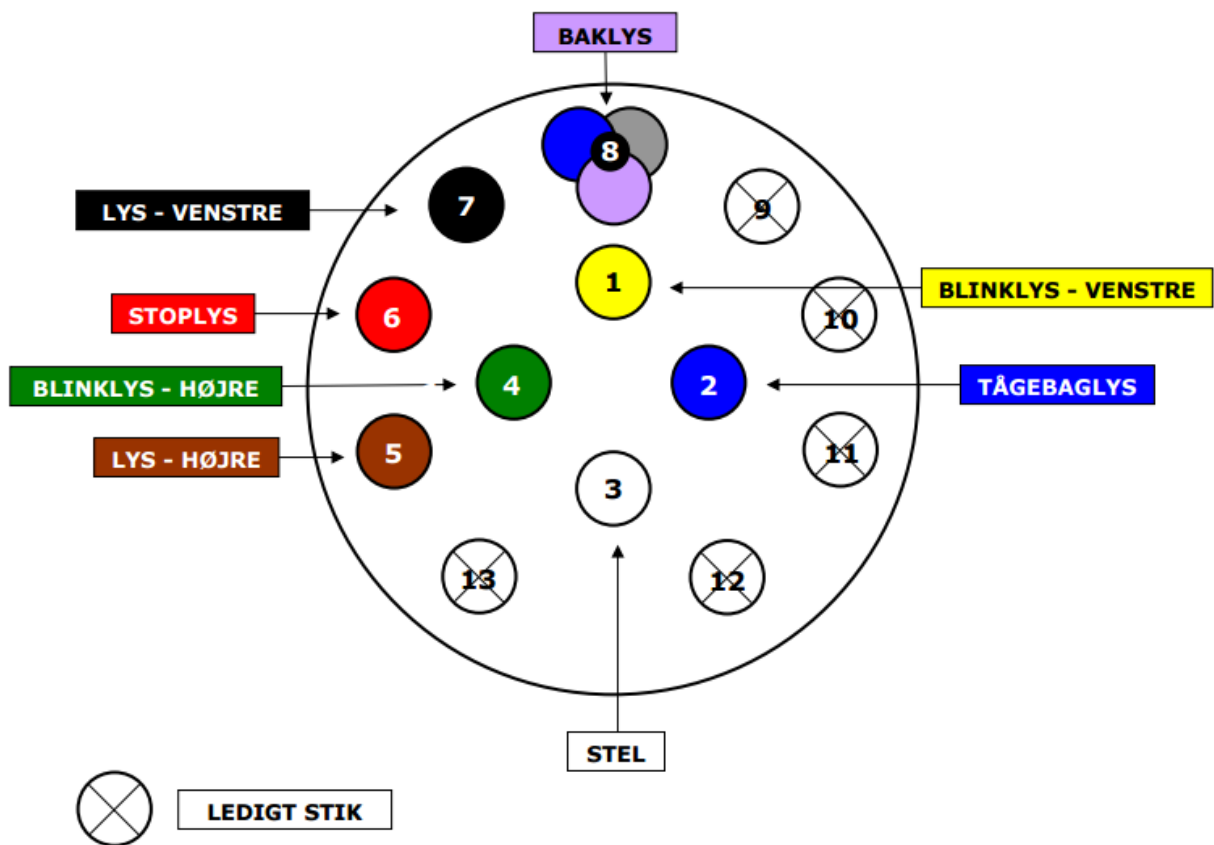 BAKLYS
8
7
9
LYS - VENSTRE
1
BLINKLYS - VENSTRE
STOPLYS
6
10
BLINKLYS - HØJRE
4
2
TÅGEBAGLYS
LYS - HØJRE
5
11
3
13
12
STEL
LEDIGT STIK